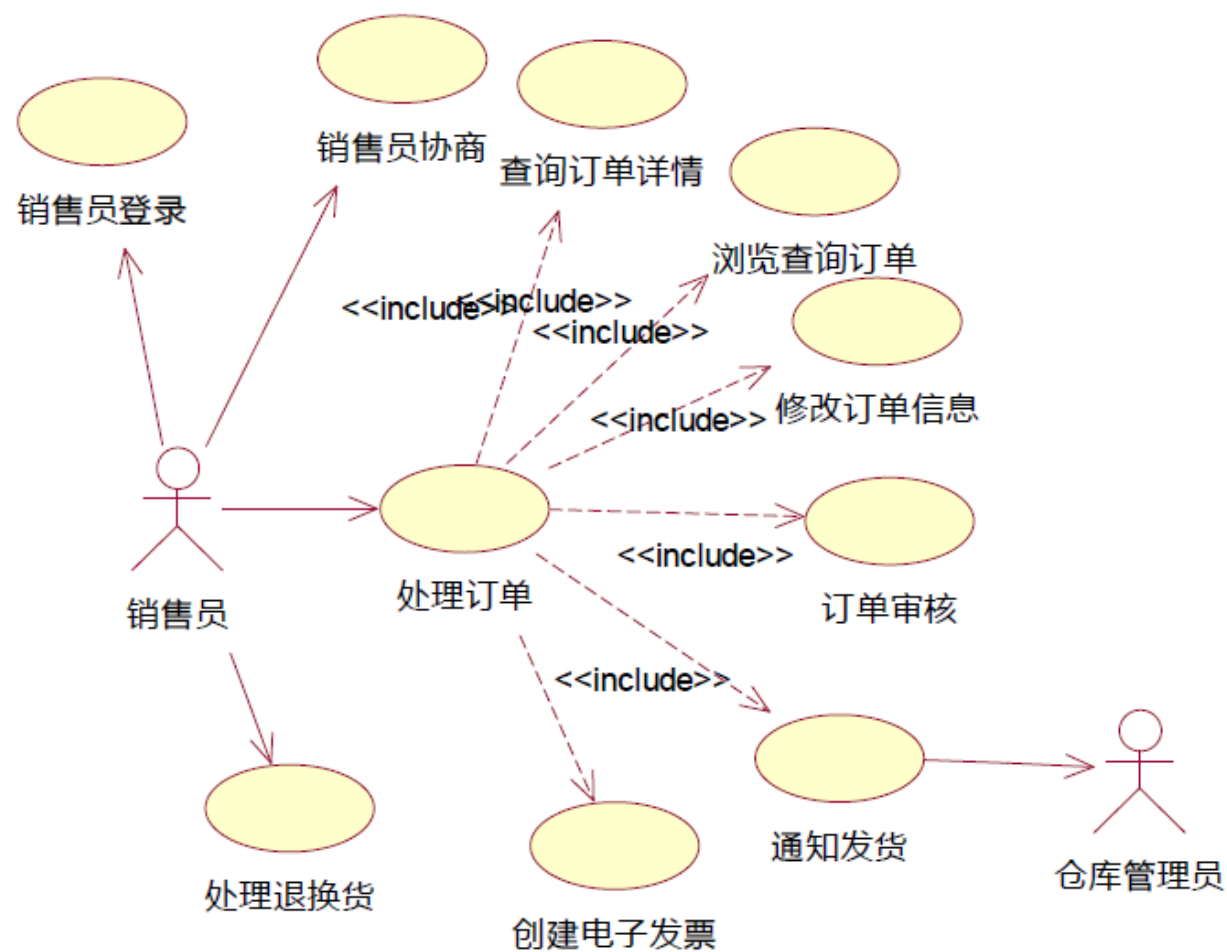 销售员协商
查询订单详情
销售员登录
浏览查询订单
<<include>>
<<include>>
<<include>>
修改订单信息
<<include>>
<<include>>
处理订单
订单审核
销售员
<<include>>
通知发货
仓库管理员
处理退换货
创建电子发票